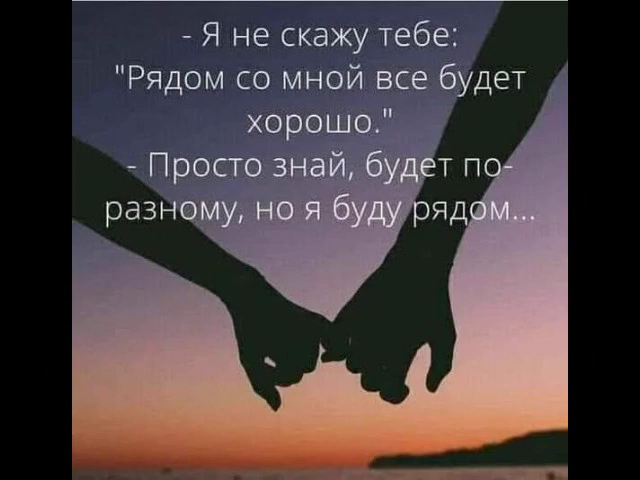 - Я не скажу тебе:
"Рядом со мной все будет
хорошо."
- Просто знай, будет по-
разному, но я буду рядом...